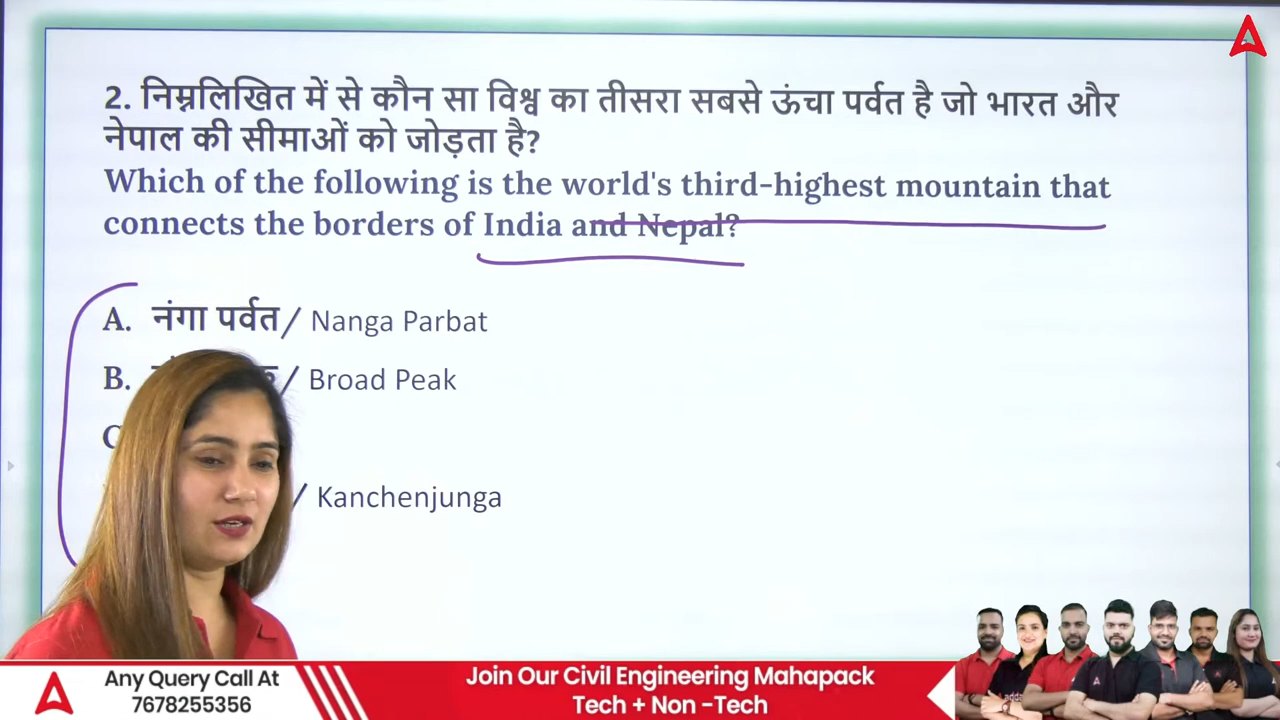 2. निम्नलिखित में से कौन सा विश्व का तीसरा सबसे ऊंचा पर्वत है जो भारत और
नेपाल की सीमाओं को जोड़ता है?
Which of the following is the world's third-highest mountain that
connects the borders of India and Nepal?
A. नंगा पर्वत/ Nanga Parbat
B. / Broad Peak
/ Kanchenjunga
Any Query Call At
7678255356
Join Our Civil Engineering Mahapack
Tech + Non -Tech